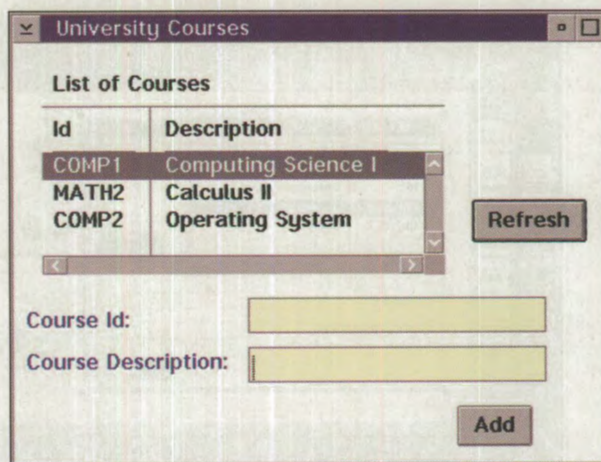 University Courses
List of Courses
Id Description
COMP1 Computing Science I
MATH2 Calculus II
COMP2 Operating System
Refresh
Course Id:
Course Description:
Add